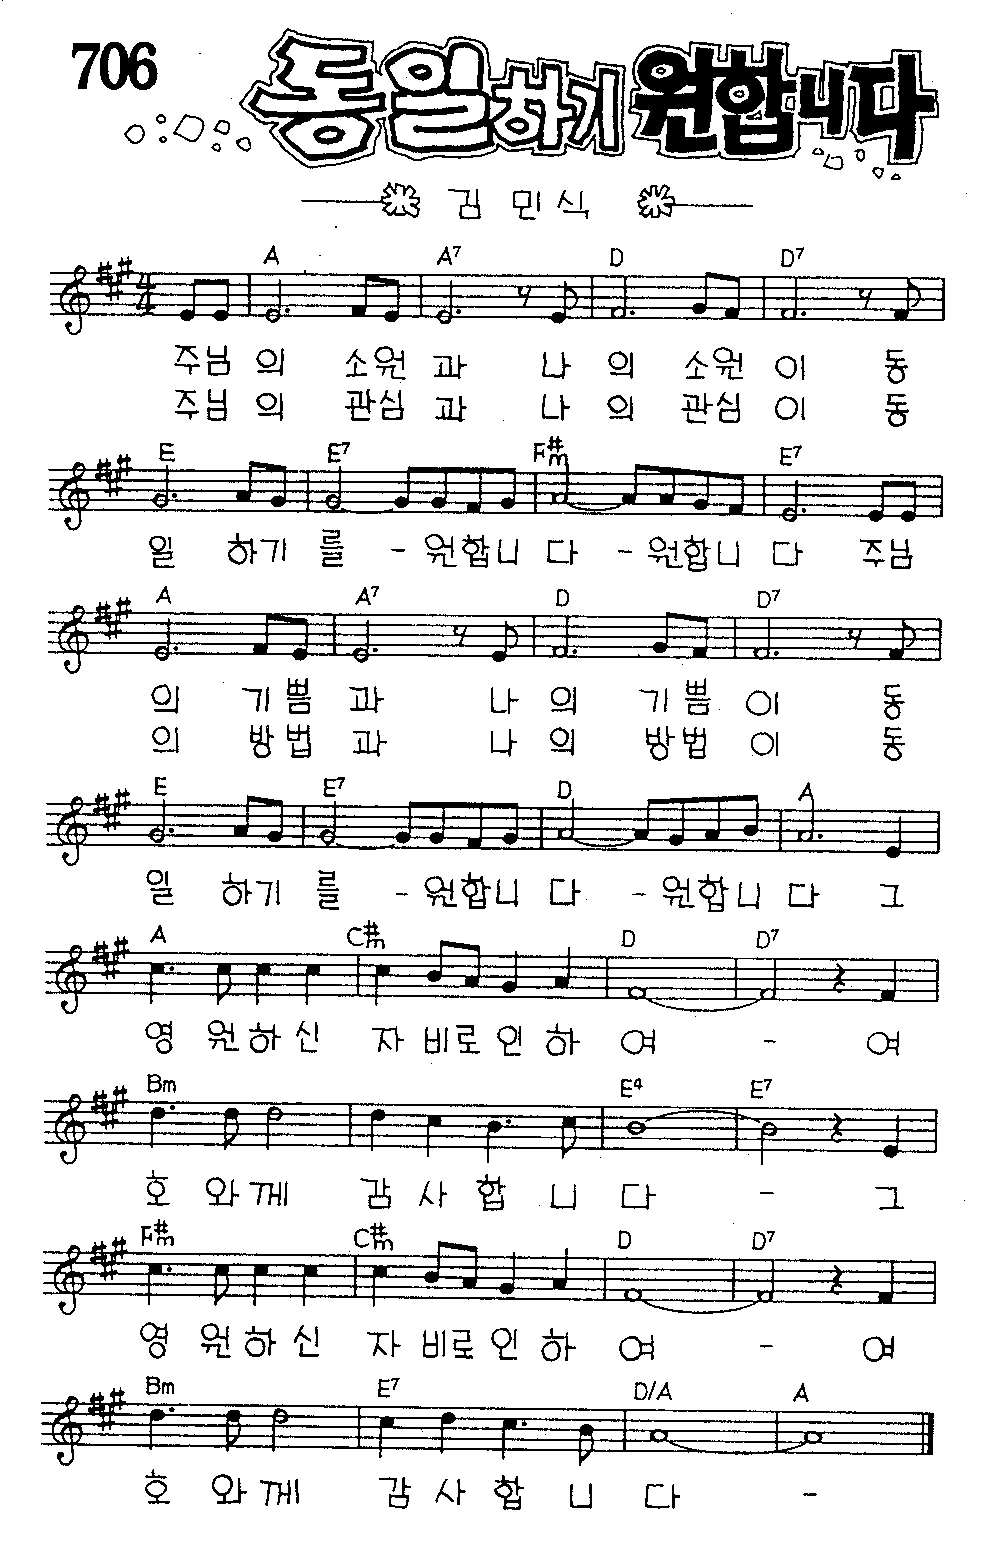 706
동일하기 원합니다
김 민 식
A A7 D D7
주님 의 소원 과 나 의 소원 이 동
주님 의 관심 과 나 의 관심 이 동
E E7 F#m E7
일 하기 를 - 원합니 다 - 원합니 다 주님
A A7 D D7
의 기쁨 과 나 의 기쁨 이 동
의 방법 과 나 의 방법 이 동
E E7 D A
일 하기 를 - 원합니 다 - 원합니 다 그
A C#m D D7
영 원하 신 자 비로 인 하 여 - 여
Bm E4 E7
호 와께 감 사 합 니 다 - 그
F#m C#m D D7
영 원하 신 자 비로 인 하 여 - 여
Bm E7 D/A A
호 와께 감 사 합 니 다 -